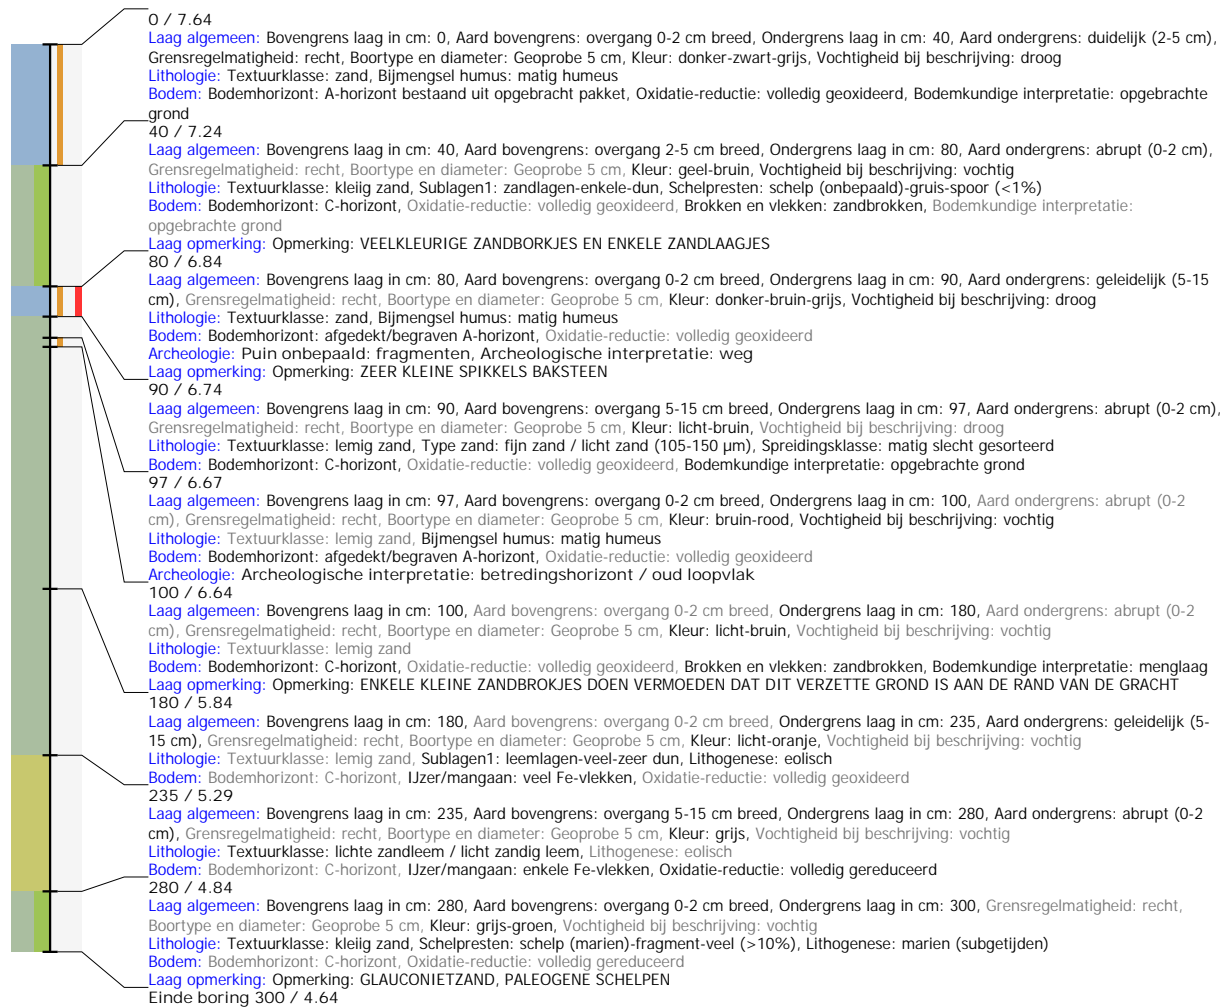 0 / 7.64
Laag algemeen: Bovengrens laag in cm: 0, Aard bovengrens: overgang 0-2 cm breed, Ondergrens laag in cm: 40, Aard ondergrens: duidelijk (2-5 cm),
Grensregelmatigheid: recht, Boortype en diameter: Geoprobe 5 cm, Kleur: donker-zwart-grijs, Vochtigheid bij beschrijving: droog
Lithologie: Textuurklasse: zand, Bijmengsel humus: matig humeus
Bodem: Bodemhorizont: A-horizont bestaand uit opgebracht pakket, Oxidatie-reductie: volledig geoxideerd, Bodemkundige interpretatie: opgebrachte
grond
40 / 7.24
Laag algemeen: Bovengrens laag in cm: 40, Aard bovengrens: overgang 2-5 cm breed, Ondergrens laag in cm: 80, Aard ondergrens: abrupt (0-2 cm),
Grensregelmatigheid: recht, Boortype en diameter: Geoprobe 5 cm, Kleur: geel-bruin, Vochtigheid bij beschrijving: vochtig
Lithologie: Textuurklasse: kleiig zand, Sublagen1: zandlagen-enkele-dun, Schelpresten: schelp (onbepaald)-gruis-spoor (<1%)
Bodem: Bodemhorizont: C-horizont, Oxidatie-reductie: volledig geoxideerd, Brokken en vlekken: zandbrokken, Bodemkundige interpretatie:
opgebrachte grond
Laag opmerking: Opmerking: VEELKLEURIGE ZANDBORKJES EN ENKELE ZANDLAAGJES
80 / 6.84
Laag algemeen: Bovengrens laag in cm: 80, Aard bovengrens: overgang 0-2 cm breed, Ondergrens laag in cm: 90, Aard ondergrens: geleidelijk (5-15
cm), Grensregelmatigheid: recht, Boortype en diameter: Geoprobe 5 cm, Kleur: donker-bruin-grijs, Vochtigheid bij beschrijving: droog
Lithologie: Textuurklasse: zand, Bijmengsel humus: matig humeus
Bodem: Bodemhorizont: afgedekt/begraven A-horizont, Oxidatie-reductie: volledig geoxideerd
Archeologie: Puin onbepaald: fragmenten, Archeologische interpretatie: weg
Laag opmerking: Opmerking: ZEER KLEINE SPIKKELS BAKSTEEN
90 / 6.74
Laag algemeen: Bovengrens laag in cm: 90, Aard bovengrens: overgang 5-15 cm breed, Ondergrens laag in cm: 97, Aard ondergrens: abrupt (0-2 cm),
Grensregelmatigheid: recht, Boortype en diameter: Geoprobe 5 cm, Kleur: licht-bruin, Vochtigheid bij beschrijving: droog
Lithologie: Textuurklasse: lemig zand, Type zand: fijn zand / licht zand (105-150 µm), Spreidingsklasse: matig slecht gesorteerd
Bodem: Bodemhorizont: C-horizont, Oxidatie-reductie: volledig geoxideerd, Bodemkundige interpretatie: opgebrachte grond
97 / 6.67
Laag algemeen: Bovengrens laag in cm: 97, Aard bovengrens: overgang 0-2 cm breed, Ondergrens laag in cm: 100, Aard ondergrens: abrupt (0-2
cm), Grensregelmatigheid: recht, Boortype en diameter: Geoprobe 5 cm, Kleur: bruin-rood, Vochtigheid bij beschrijving: vochtig
Lithologie: Textuurklasse: lemig zand, Bijmengsel humus: matig humeus
Bodem: Bodemhorizont: afgedekt/begraven A-horizont, Oxidatie-reductie: volledig geoxideerd
Archeologie: Archeologische interpretatie: betredingshorizont / oud loopvlak
100 / 6.64
Laag algemeen: Bovengrens laag in cm: 100, Aard bovengrens: overgang 0-2 cm breed, Ondergrens laag in cm: 180, Aard ondergrens: abrupt (0-2
cm), Grensregelmatigheid: recht, Boortype en diameter: Geoprobe 5 cm, Kleur: licht-bruin, Vochtigheid bij beschrijving: vochtig
Lithologie: Textuurklasse: lemig zand
Bodem: Bodemhorizont: C-horizont, Oxidatie-reductie: volledig geoxideerd, Brokken en vlekken: zandbrokken, Bodemkundige interpretatie: menglaag
Laag opmerking: Opmerking: ENKELE KLEINE ZANDBROKJES DOEN VERMOEDEN DAT DIT VERZETTE GROND IS AAN DE RAND VAN DE GRACHT
180 / 5.84
Laag algemeen: Bovengrens laag in cm: 180, Aard bovengrens: overgang 0-2 cm breed, Ondergrens laag in cm: 235, Aard ondergrens: geleidelijk (5-
15 cm), Grensregelmatigheid: recht, Boortype en diameter: Geoprobe 5 cm, Kleur: licht-oranje, Vochtigheid bij beschrijving: vochtig
Lithologie: Textuurklasse: lemig zand, Sublagen1: leemlagen-veel-zeer dun, Lithogenese: eolisch
Bodem: Bodemhorizont: C-horizont, IJzer/mangaan: veel Fe-vlekken, Oxidatie-reductie: volledig geoxideerd
235 / 5.29
Laag algemeen: Bovengrens laag in cm: 235, Aard bovengrens: overgang 5-15 cm breed, Ondergrens laag in cm: 280, Aard ondergrens: abrupt (0-2
cm), Grensregelmatigheid: recht, Boortype en diameter: Geoprobe 5 cm, Kleur: grijs, Vochtigheid bij beschrijving: vochtig
Lithologie: Textuurklasse: lichte zandleem / licht zandig leem, Lithogenese: eolisch
Bodem: Bodemhorizont: C-horizont, IJzer/mangaan: enkele Fe-vlekken, Oxidatie-reductie: volledig gereduceerd
280 / 4.84
Laag algemeen: Bovengrens laag in cm: 280, Aard bovengrens: overgang 0-2 cm breed, Ondergrens laag in cm: 300, Grensregelmatigheid: recht,
Boortype en diameter: Geoprobe 5 cm, Kleur: grijs-groen, Vochtigheid bij beschrijving: vochtig
Lithologie: Textuurklasse: kleiig zand, Schelpresten: schelp (marien)-fragment-veel (>10%), Lithogenese: marien (subgetijden)
Bodem: Bodemhorizont: C-horizont, Oxidatie-reductie: volledig gereduceerd
Laag opmerking: Opmerking: GLAUCONIETZAND, PALEOGENE SCHELPEN
Einde boring 300 / 4.64